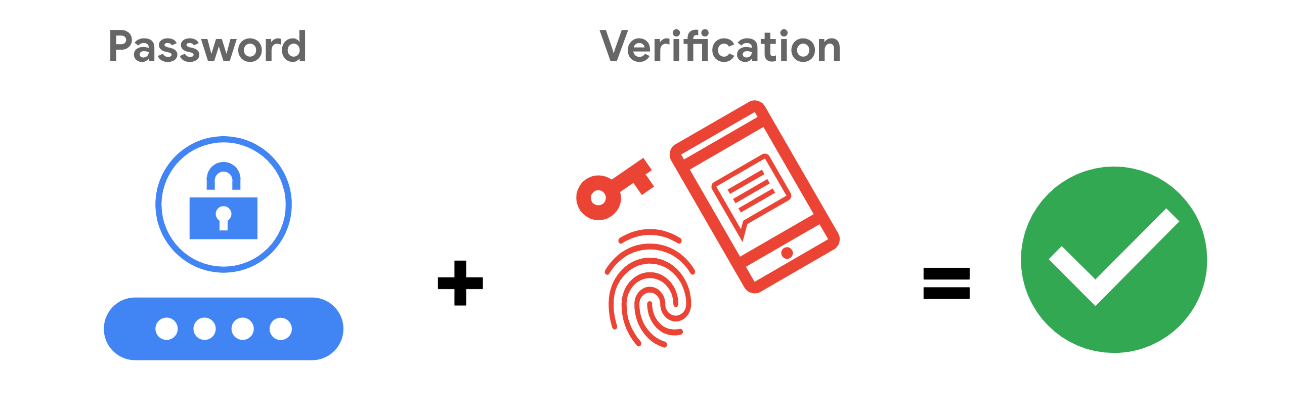 Password
Verification
+
=